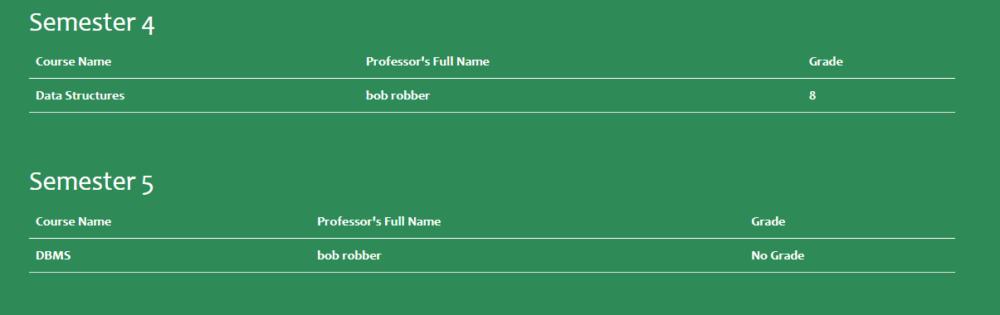 Semester 4
Course Name Professor's Full Name Grade
Data Structures bob robber 8
Semester 5
Course Name Professor's Full Name Grade
DBMS bob robber No Grade